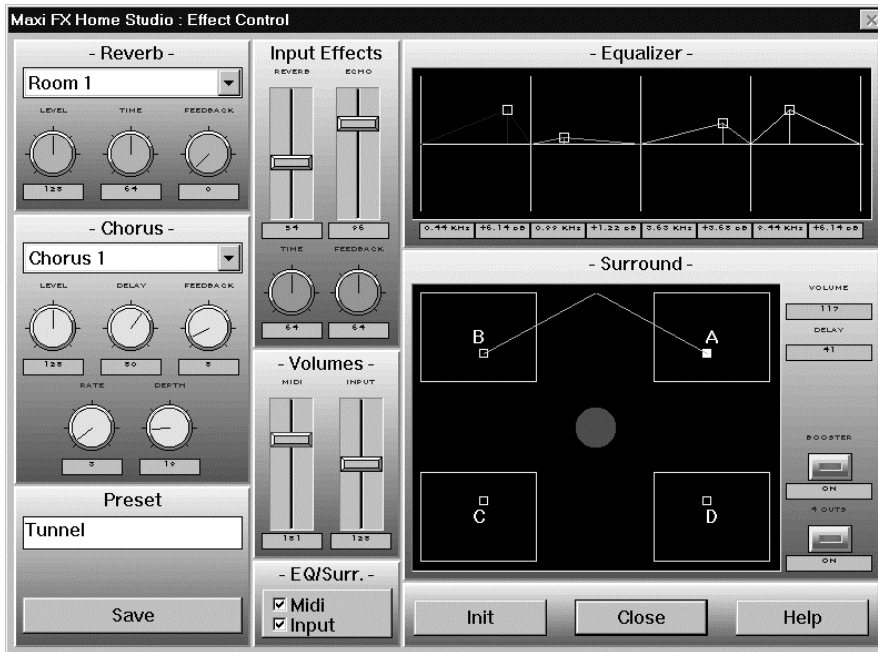 Maxi FX Home Studio : Effect Control
- Reverb -
Room 1
LEVEL TIME FEEDBACK
128 64 0
- Chorus -
Chorus 1
LEVEL DELAY FEEDBACK
128 80 8
RATE DEPTH
3 19
Preset
Tunnel
Save
Input Effects
REVERB ECHO
54 96
TIME FEEDBACK
64 64
- Volumes -
MIDI INPUT
181 128
- EQ/Surr. -
Midi
Input
- Equalizer -
0.44 KHz +6.14 dB 0.99 KHz +1.22 dB 3.63 KHz +3.68 dB 9.44 KHz +6.14 dB
- Surround -
B A
C D
VOLUME
117
DELAY
41
BOOSTER
ON
4 OUTS
ON
Init Close Help